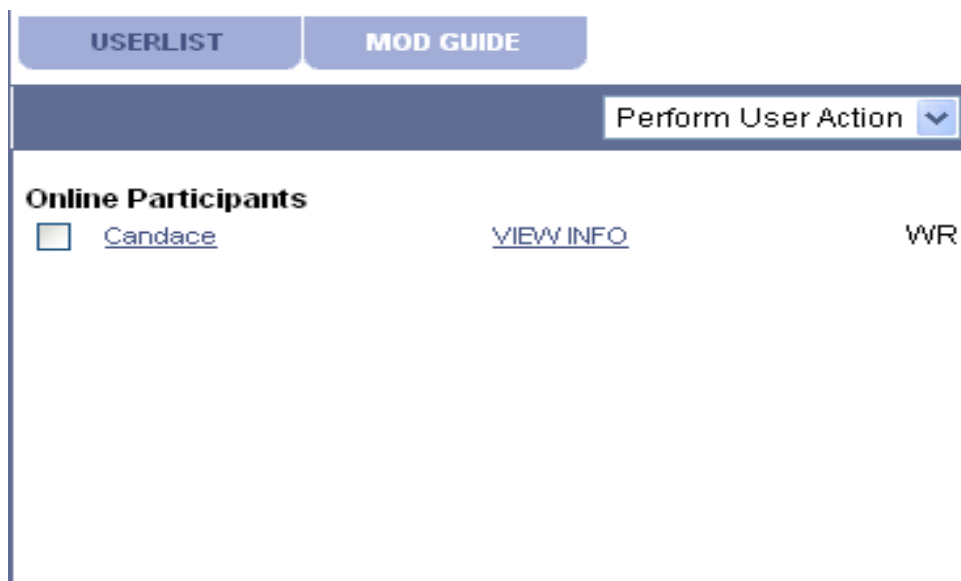 USERLIST MOD GUIDE
Perform User Action
Online Participants
Candace VIEW INFO WR